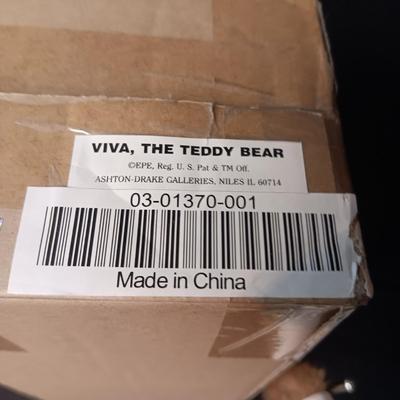 VIVA, THE TEDDY BEAR
©EPE, Reg. U. S. Pat & TM Off.
ASHTON-DRAKE GALLERIES, NILES IL 60714
03-01370-001
Made in China